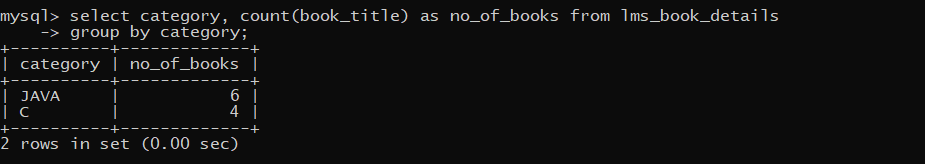 mysql> select category, count(book_title) as no_of_books from lms_book_details
    -> group by category;
+----------+-------------+
| category | no_of_books |
+----------+-------------+
| JAVA     |           6 |
| C        |           4 |
+----------+-------------+
2 rows in set (0.00 sec)